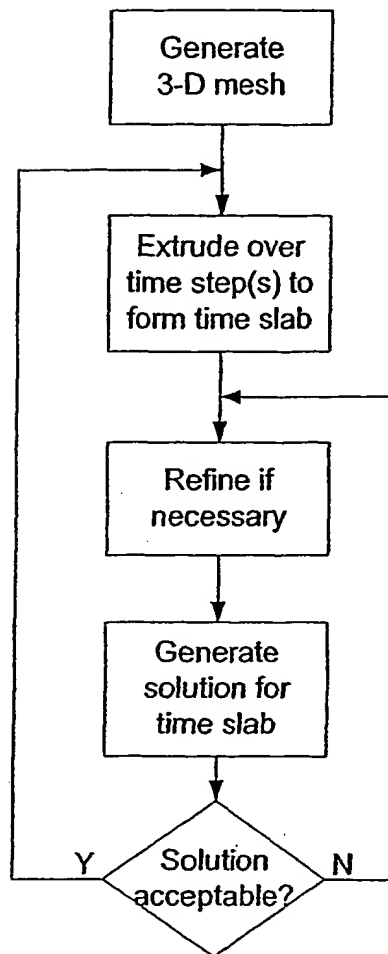 Generate
3-D mesh
Extrude over
time step(s) to
form time slab
Refine if
necessary
Generate
solution for
time slab
Y
Solution
N
acceptable?